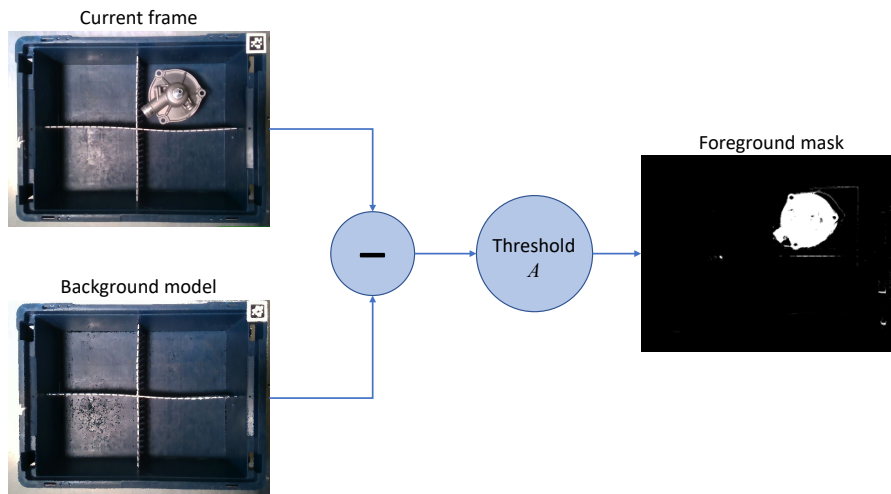 Current frame
Foreground mask
Threshold
A
Background model